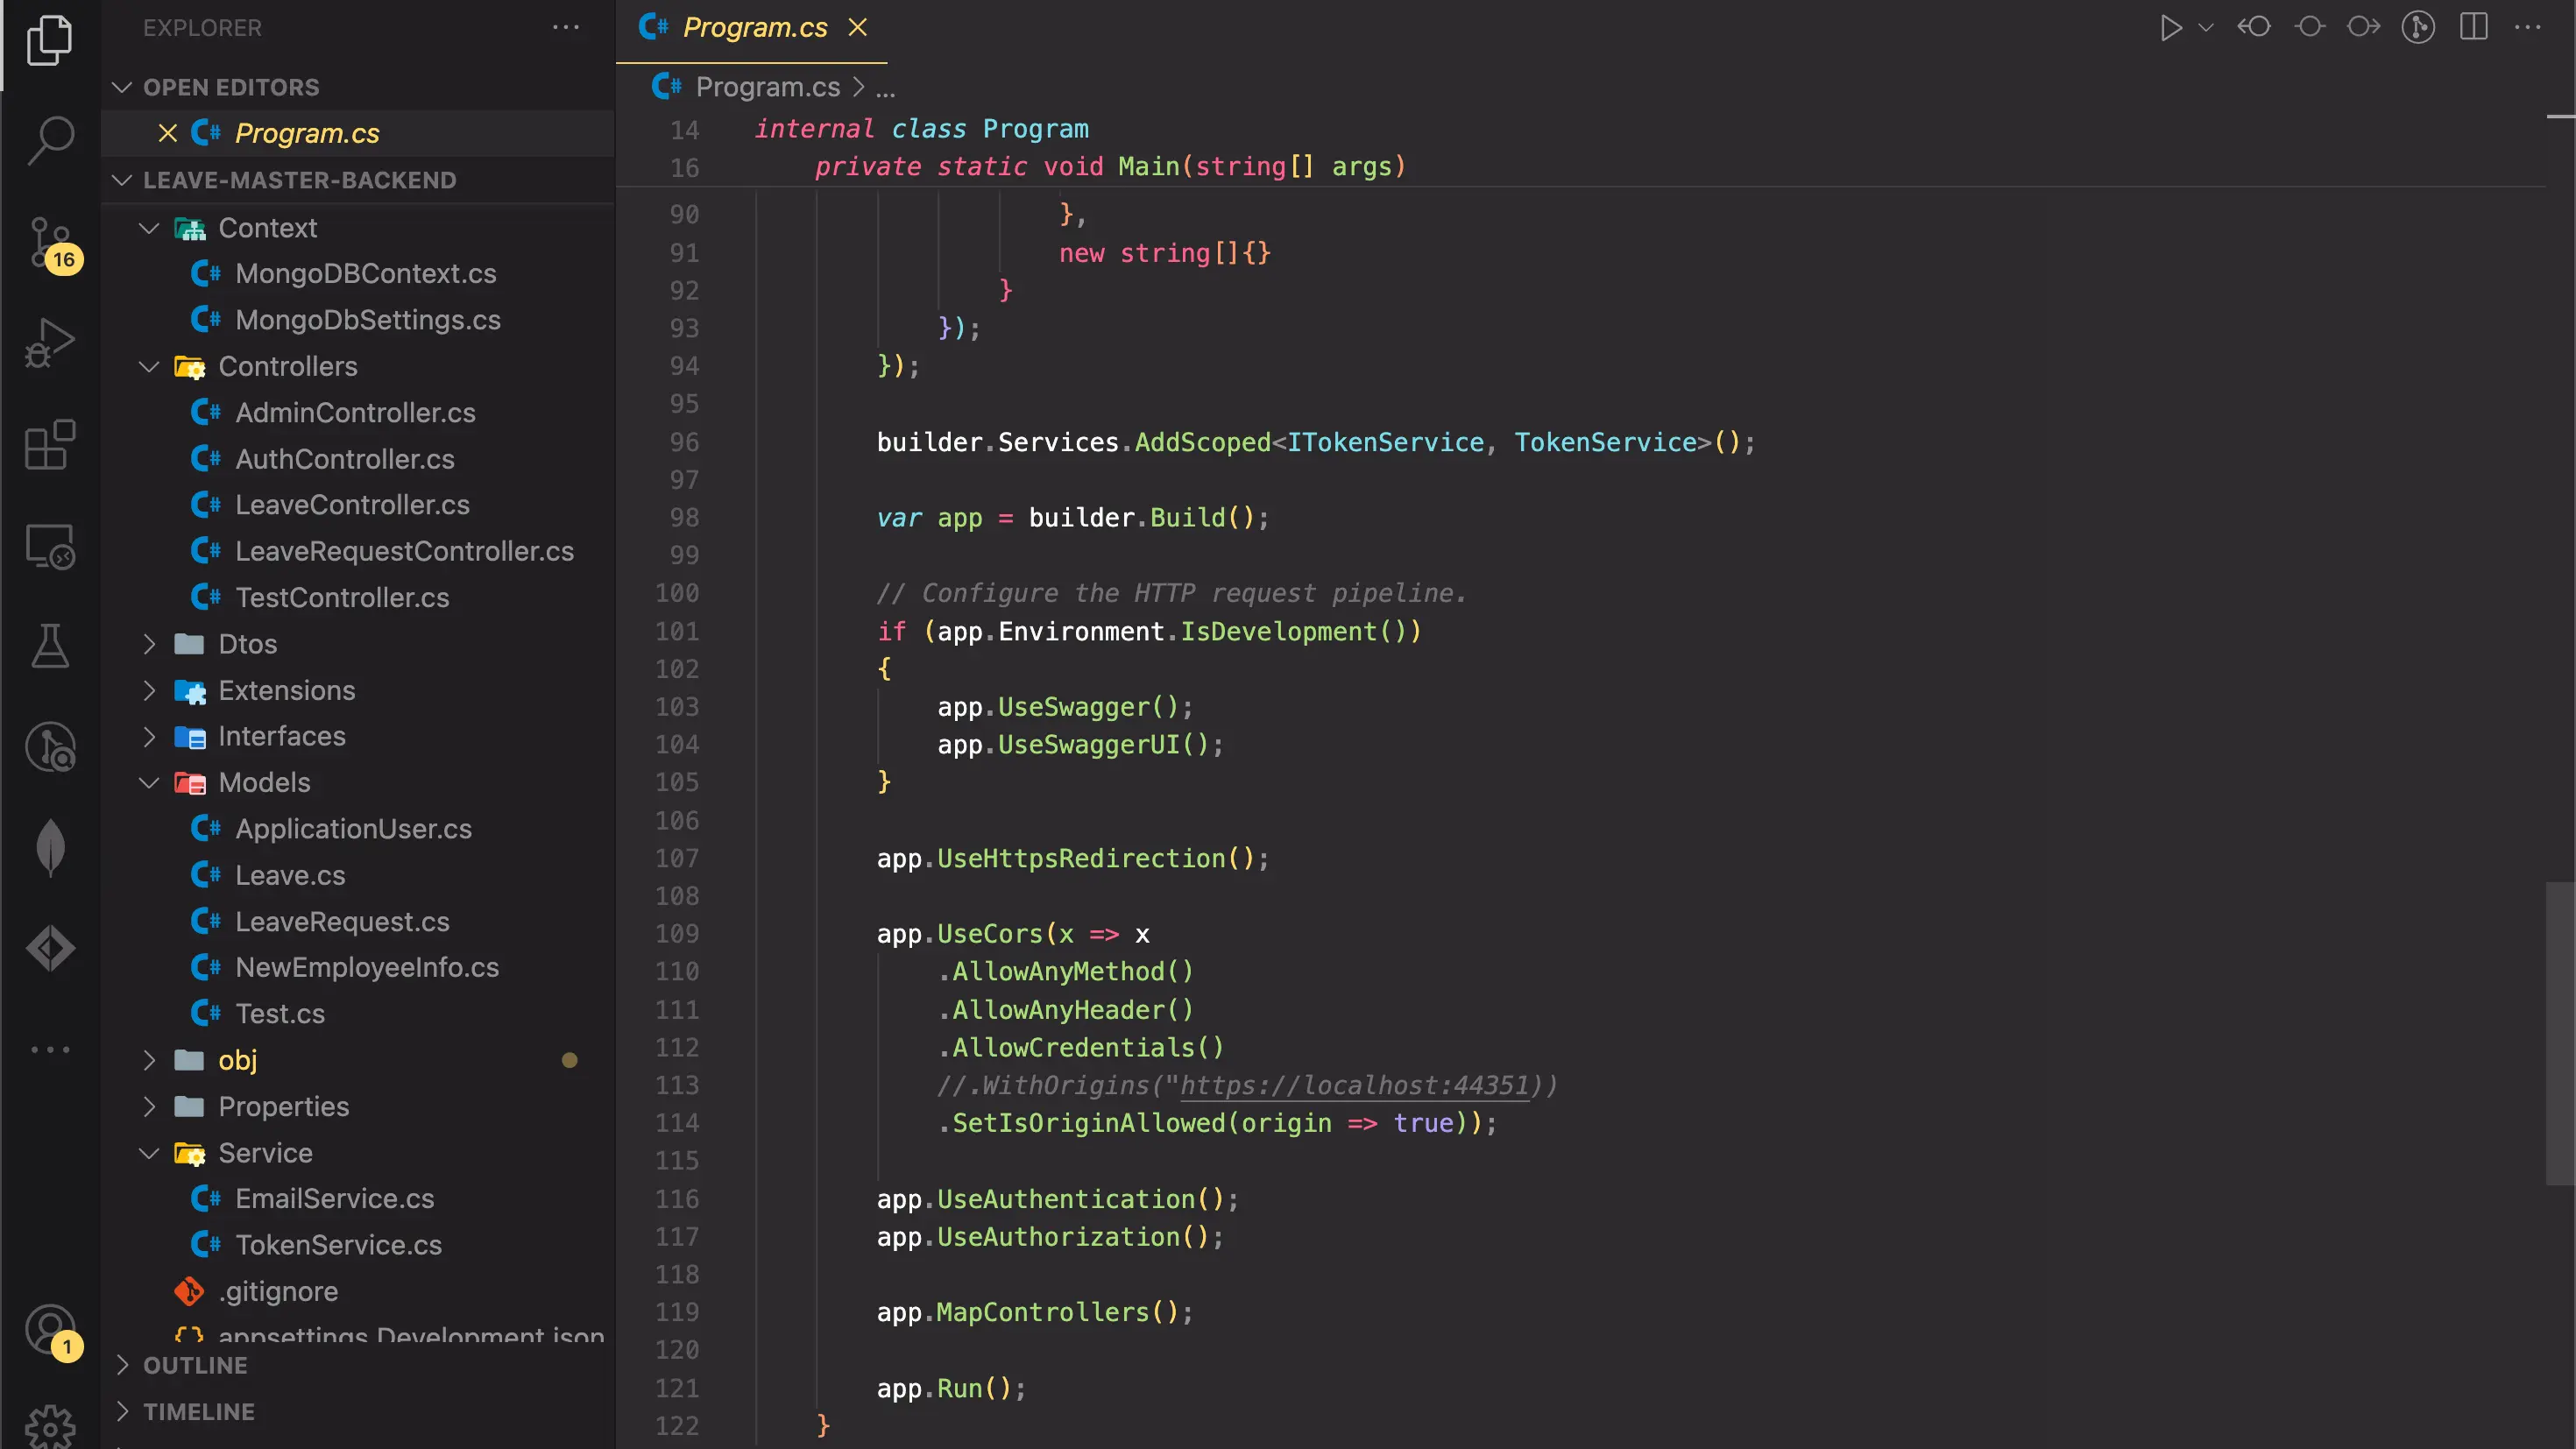 EXPLORER
OPEN EDITORS
Program.cs
LEAVE-MASTER-BACKEND
Context
MongoDBContext.cs
MongoDbSettings.cs
Controllers
AdminController.cs
AuthController.cs
LeaveController.cs
LeaveRequestController.cs
TestController.cs
Dtos
Extensions
Interfaces
Models
ApplicationUser.cs
Leave.cs
LeaveRequest.cs
NewEmployeeInfo.cs
Test.cs
obj
Properties
Service
EmailService.cs
TokenService.cs
.gitignore
appsettings.Development.json
OUTLINE
TIMELINE
16
1
Program.cs
Program.cs > ...
14 internal class Program
16 private static void Main(string[] args)
90 },
91 new string[]{}
92 }
93 });
94 });
95
96 builder.Services.AddScoped<ITokenService, TokenService>();
97
98 var app = builder.Build();
99
100 // Configure the HTTP request pipeline.
101 if (app.Environment.IsDevelopment())
102 {
103 app.UseSwagger();
104 app.UseSwaggerUI();
105 }
106
107 app.UseHttpsRedirection();
108
109 app.UseCors(x => x
110 .AllowAnyMethod()
111 .AllowAnyHeader()
112 .AllowCredentials()
113 //.WithOrigins("https://localhost:44351))
114 .SetIsOriginAllowed(origin => true));
115
116 app.UseAuthentication();
117 app.UseAuthorization();
118
119 app.MapControllers();
120
121 app.Run();
122 }